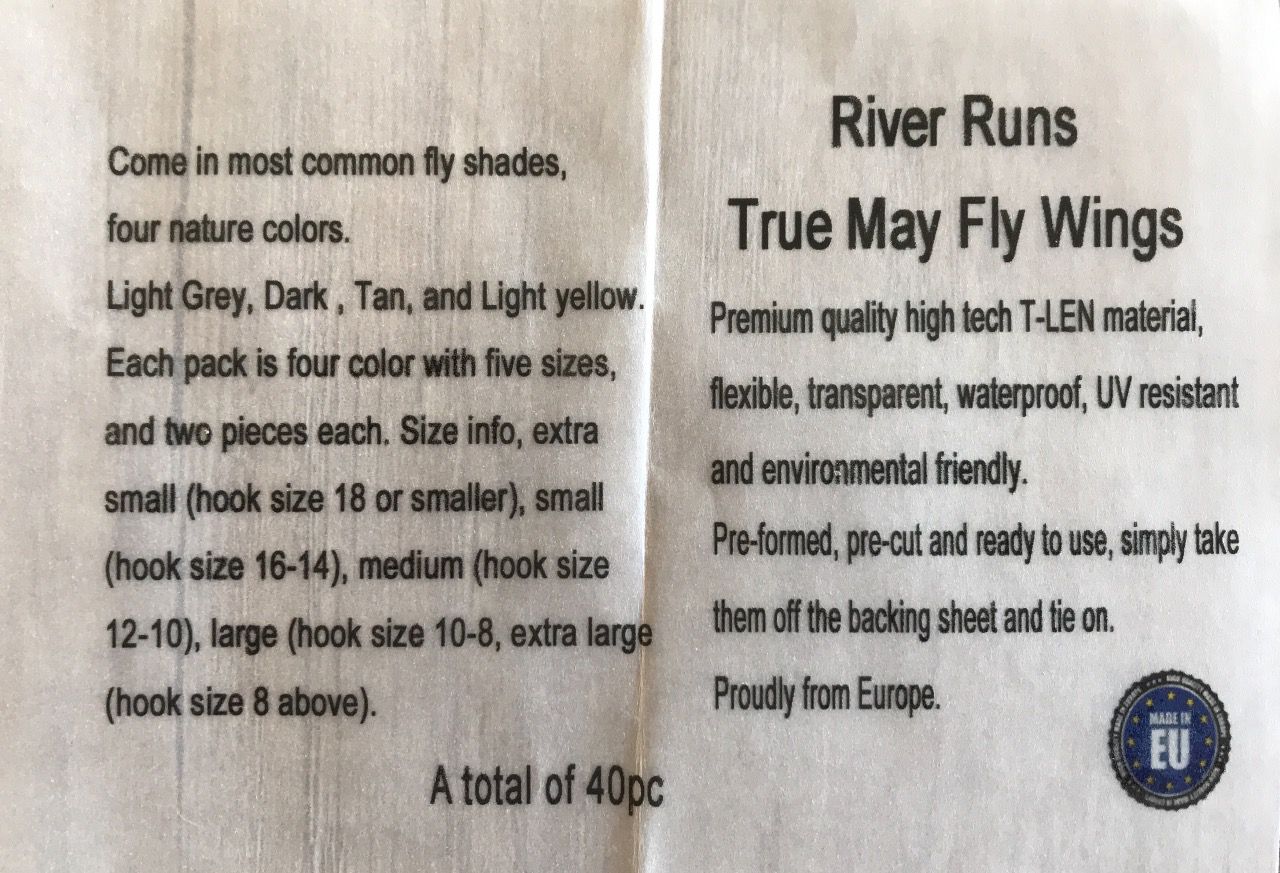 Come in most common fly shades,
four nature colors.
Light Grey, Dark , Tan, and Light yellow.
Each pack is four color with five sizes,
and two pieces each. Size info, extra
small (hook size 18 or smaller), small
(hook size 16-14), medium (hook size
12-10), large (hook size 10-8, extra large
(hook size 8 above).
A total of 40pc
River Runs
True May Fly Wings
Premium quality high tech T-LEN material,
flexible, transparent, waterproof, UV resistant
and environmental friendly.
Pre-formed, pre-cut and ready to use, simply take
them off the backing sheet and tie on.
Proudly from Europe.
MADE IN
EU